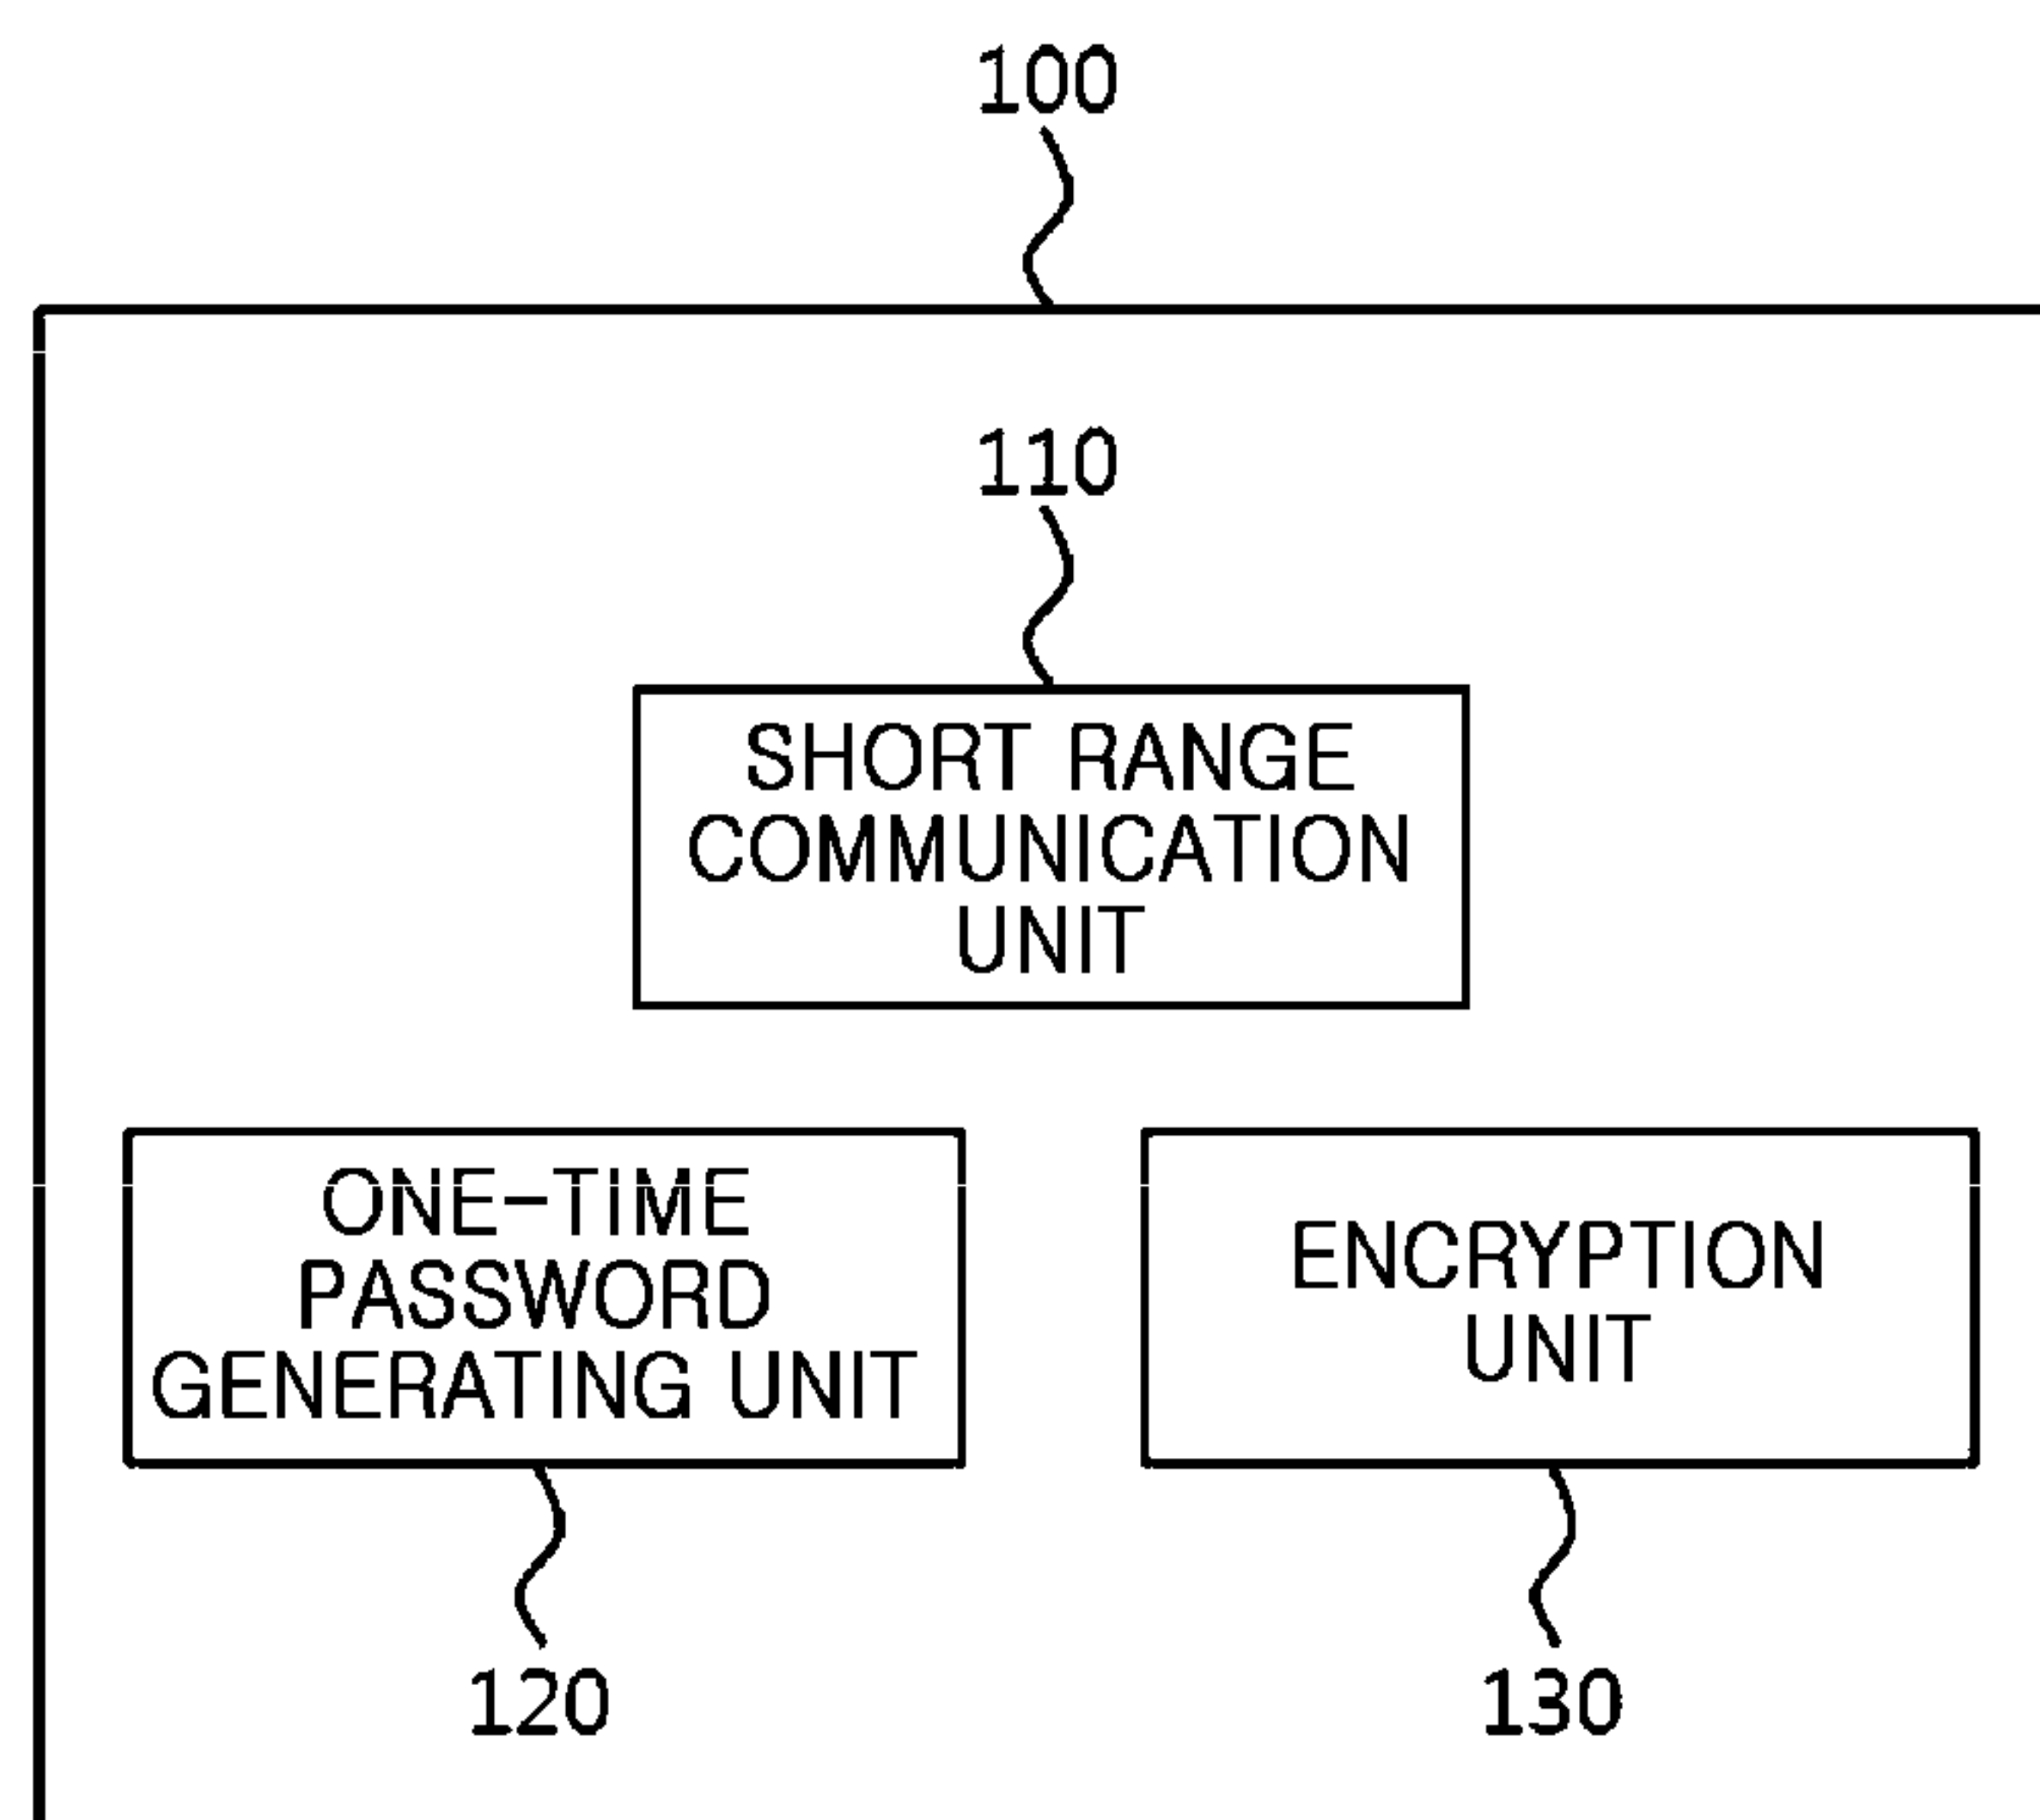 100
110
SHORT RANGE
COMMUNICATION
UNIT
ONE-TIME
PASSWORD
GENERATING UNIT
ENCRYPTION
UNIT
120
130